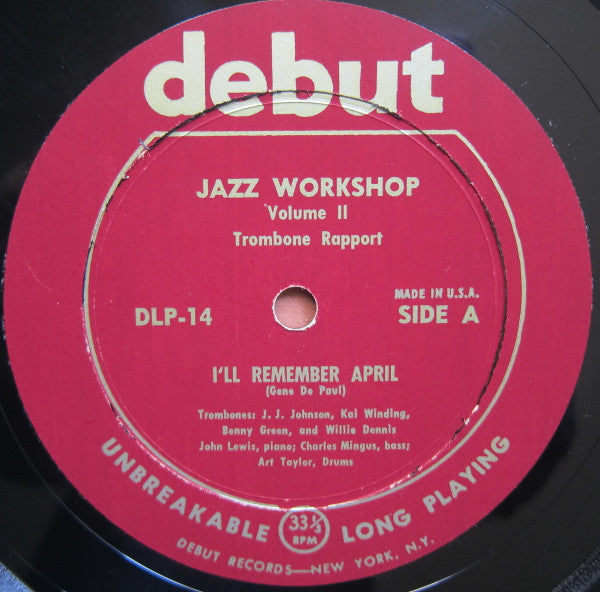 debut
JAZZ WORKSHOP
Volume II
Trombone Rapport
DLP-14
MADE IN U.S.A.
SIDE A
I'LL REMEMBER APRIL
(Gene De Paul)
Trombones: J. J. Johnson, Kai Winding,
Benny Green, and Willie Dennis
John Lewis, piano; Charles Mingus, bass;
Art Taylor, Drums
UNBREAKABLE 33⅓ RPM LONG PLAYING
DEBUT RECORDS—NEW YORK, N.Y.